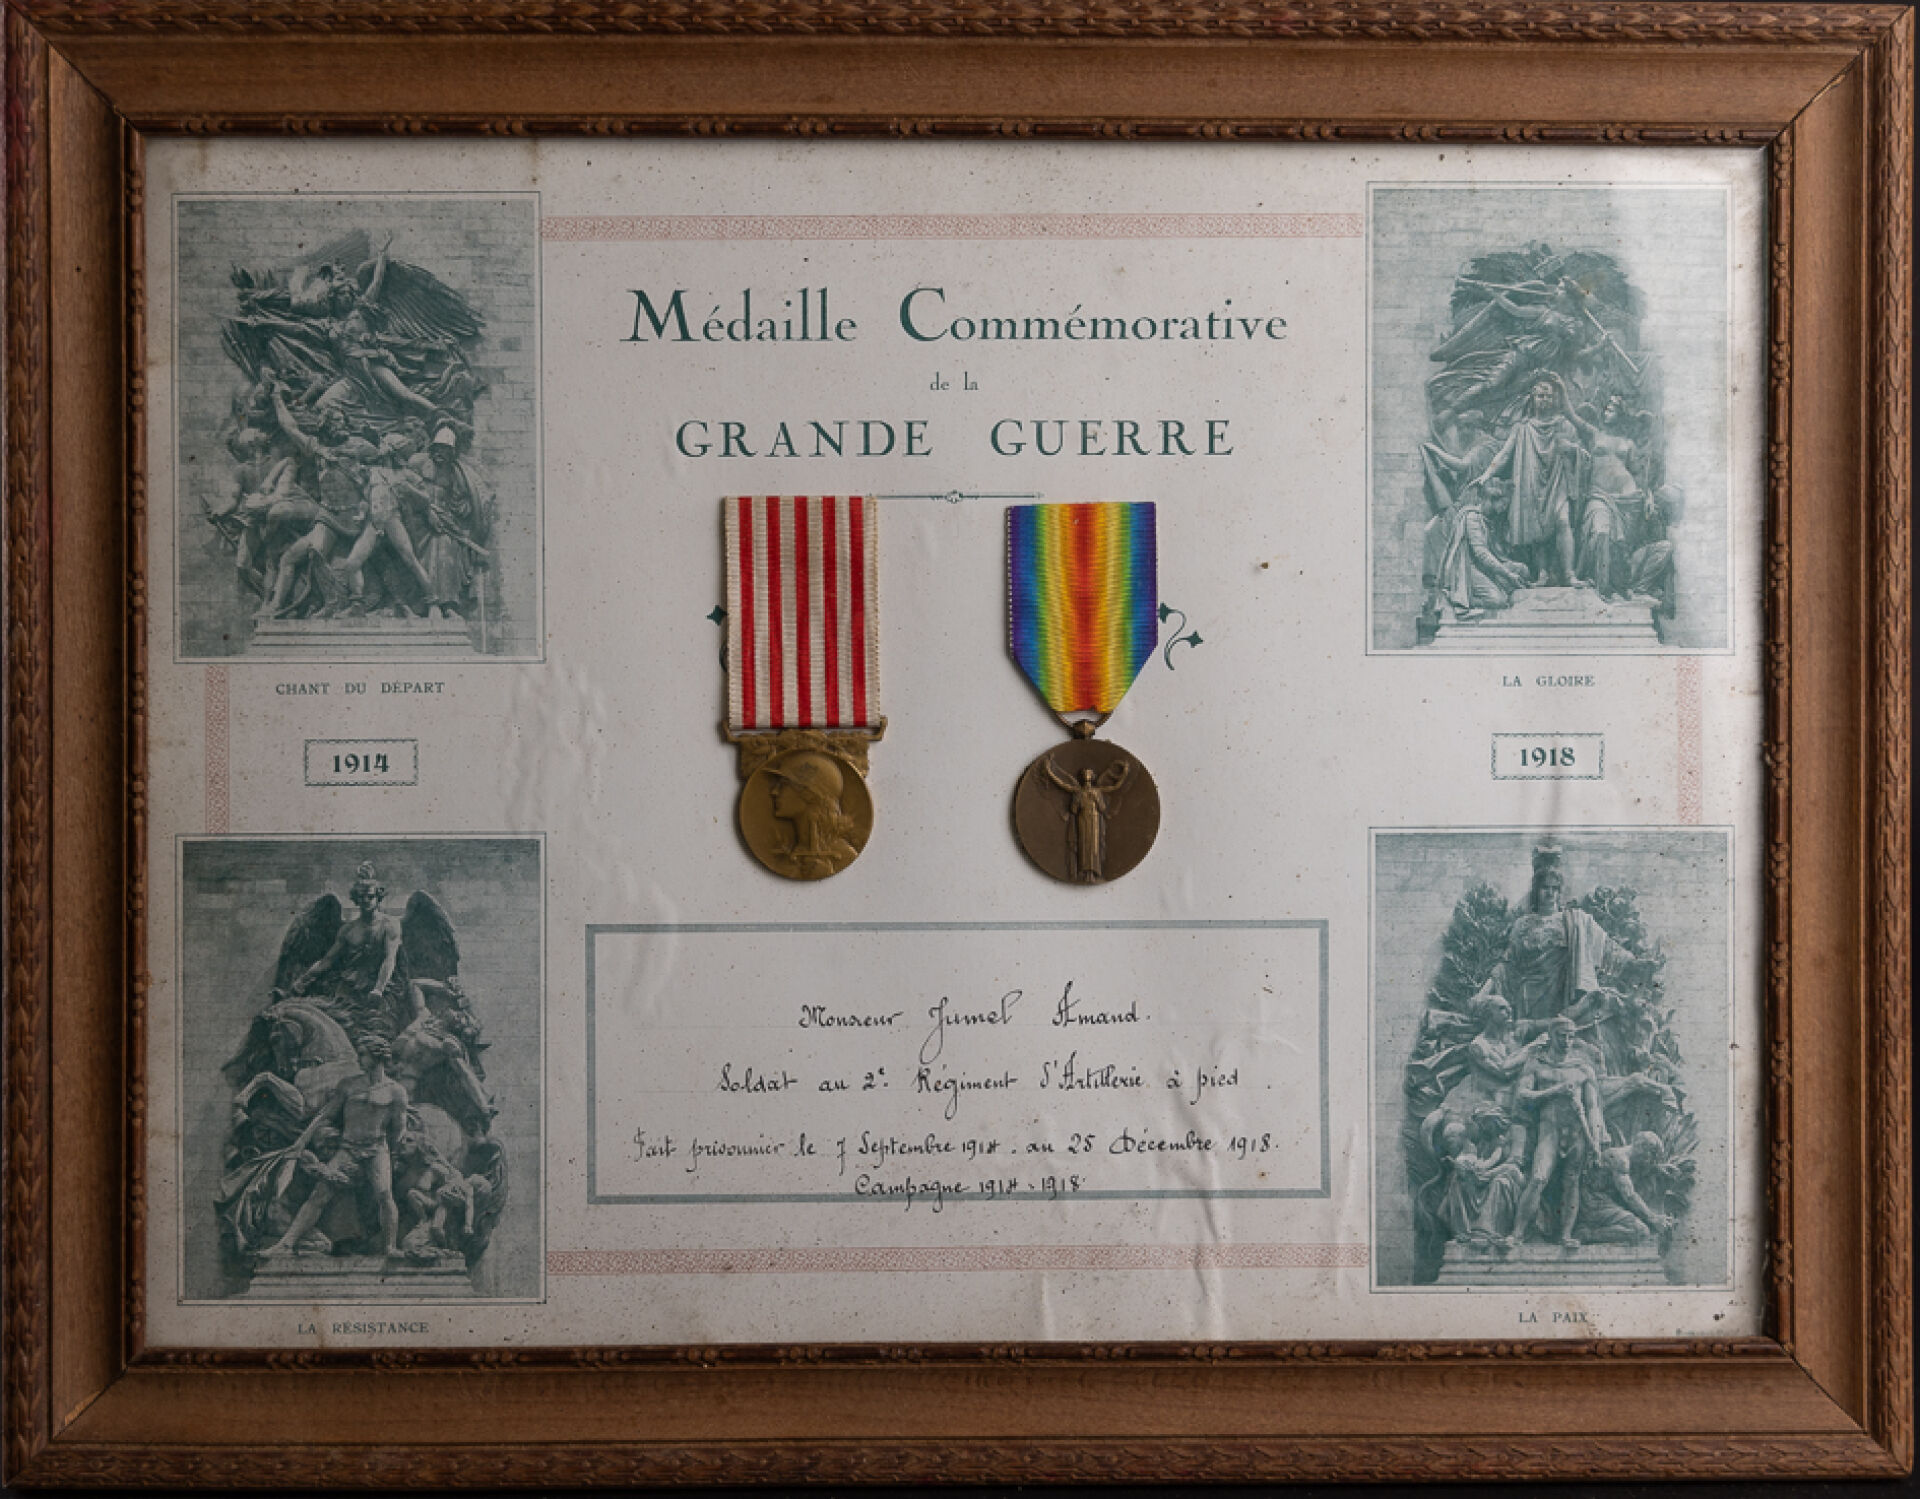 Médaille Commémorative
de la
GRANDE GUERRE
CHANT DU DÉPART
LA GLOIRE
1914
1918
Monsieur Jumel Amand.
Soldat au 2e. Régiment d'Artillerie à pied.
Fait prisonnier le 7 Septembre 1914. au 25 Décembre 1918.
Campagne 1914-1918
LA RÉSISTANCE
LA PAIX